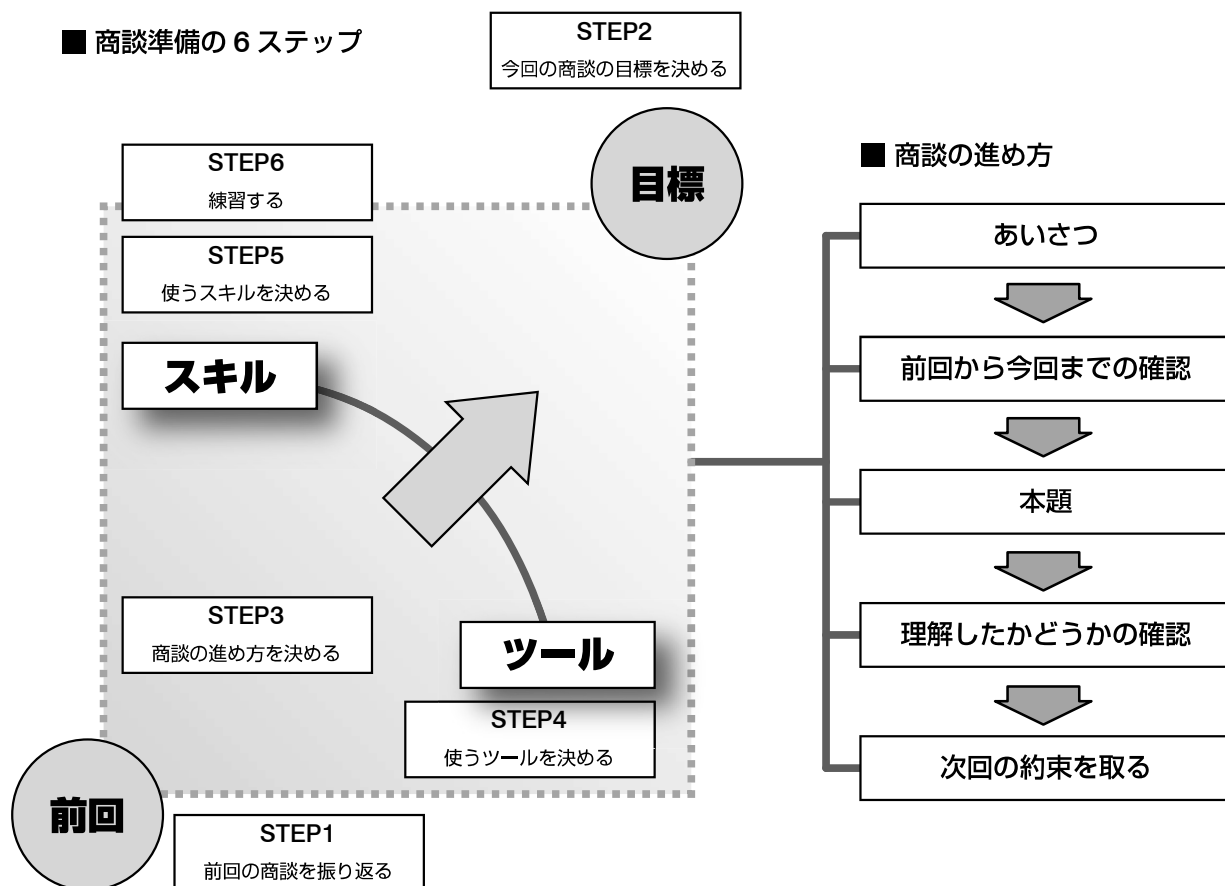 ■ 商談準備の6ステップ
STEP2
今回の商談の目標を決める
目標
STEP6
練習する
STEP5
使うスキルを決める
スキル
STEP3
商談の進め方を決める
ツール
STEP4
使うツールを決める
前回
STEP1
前回の商談を振り返る
■ 商談の進め方
あいさつ
前回から今回までの確認
本題
理解したかどうかの確認
次回の約束を取る